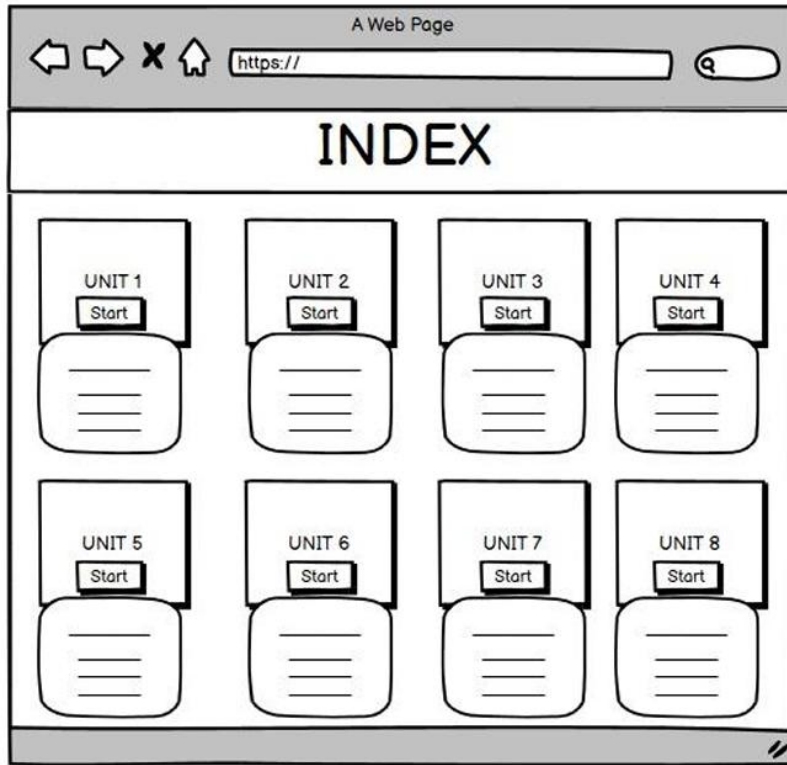 A Web Page
https://
INDEX
UNIT 1
Start
UNIT 2
Start
UNIT 3
Start
UNIT 4
Start
UNIT 5
Start
UNIT 6
Start
UNIT 7
Start
UNIT 8
Start